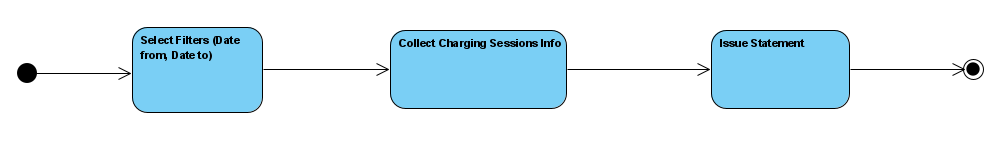 Select Filters (Date
from, Date to)
Collect Charging Sessions Info
Issue Statement